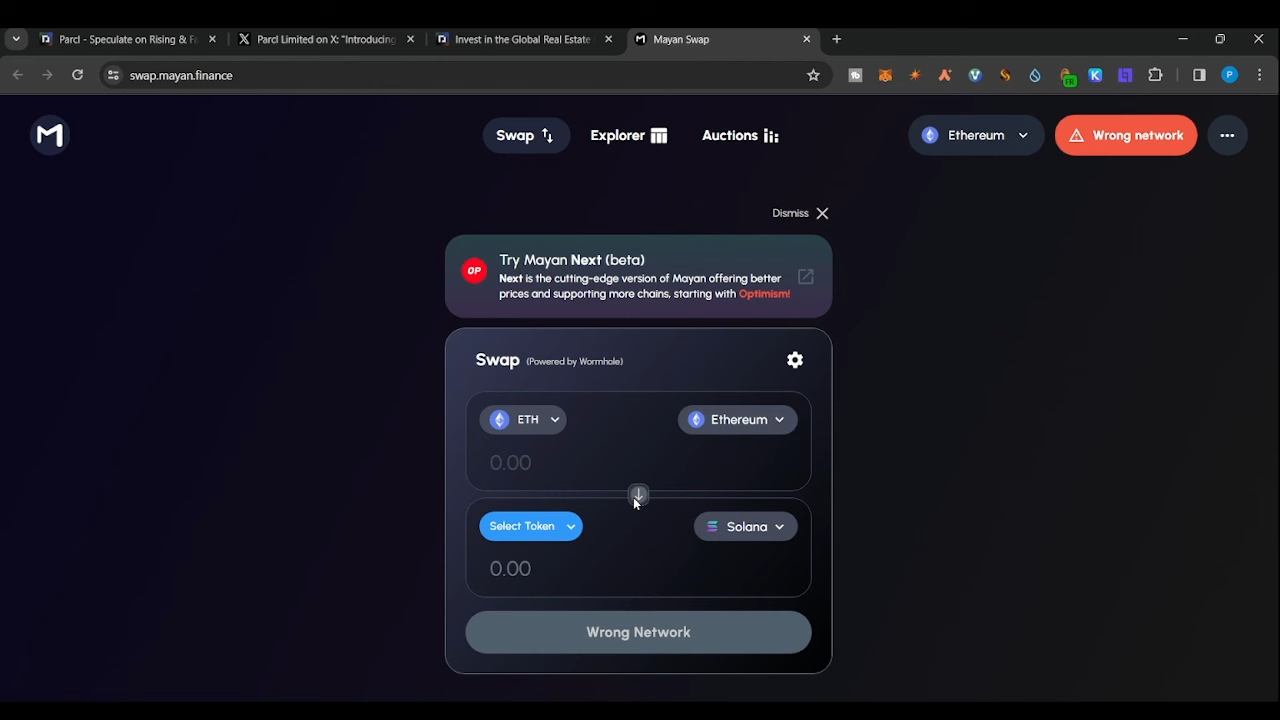 Parcl - Speculate on Rising & F
Parcl Limited on X: "Introducing
Invest in the Global Real Estate
Mayan Swap
swap.mayan.finance
FR
P
M
Swap
Explorer
Auctions
Ethereum
Wrong network
Dismiss
OP
Try Mayan Next (beta)
Next is the cutting-edge version of Mayan offering better
prices and supporting more chains, starting with Optimism!
Swap (Powered by Wormhole)
ETH
Ethereum
0.00
Select Token
Solana
0.00
Wrong Network